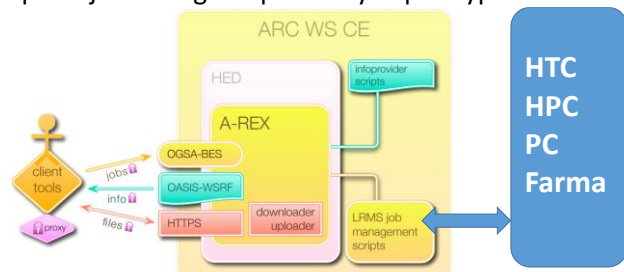 ARC WS CE
HED
infoprovider
scripts
A-REX
OGSA-BES
OASIS-WSRF
HTTPS
downloader
uploader
LRMS job
management
scripts
client
tools
proxy
jobs
info
files
HTC
HPC
PC
Farma